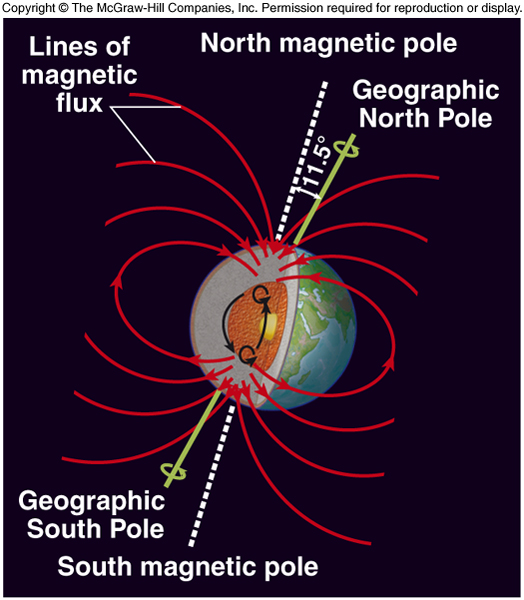 Copyright © The McGraw-Hill Companies, Inc. Permission required for reproduction or display.
Lines of
magnetic
flux
North magnetic pole
Geographic
North Pole
11.5°
Geographic
South Pole
South magnetic pole